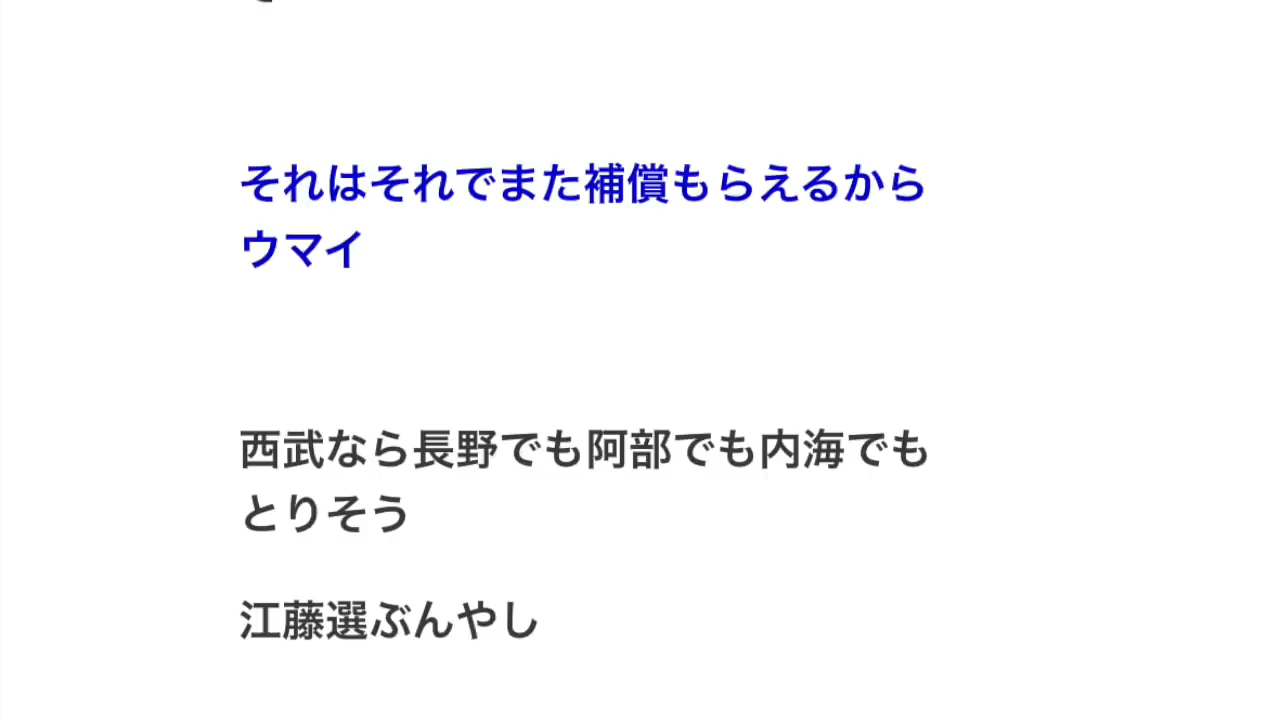 それはそれでまた補償もらえるから
ウマイ
西武なら長野でも阿部でも内海でも
とりそう
江藤選ぶんやし